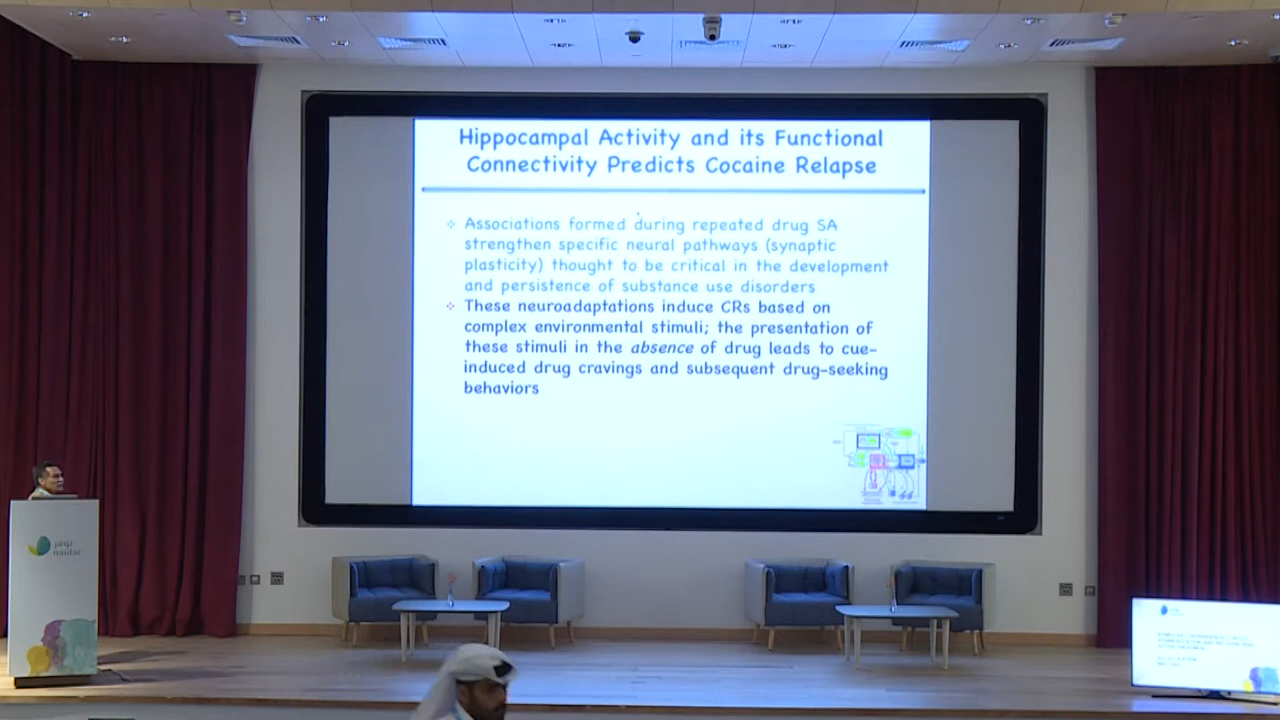 Hippocampal Activity and its Functional
Connectivity Predicts Cocaine Relapse
Associations formed during repeated drug SA
strengthen specific neural pathways (synaptic
plasticity) thought to be critical in the development
and persistence of substance use disorders
These neuroadaptations induce CRs based on
complex environmental stimuli; the presentation of
these stimuli in the absence of drug leads to cue-
induced drug cravings and subsequent drug-seeking
behaviors
نوفر
naufar